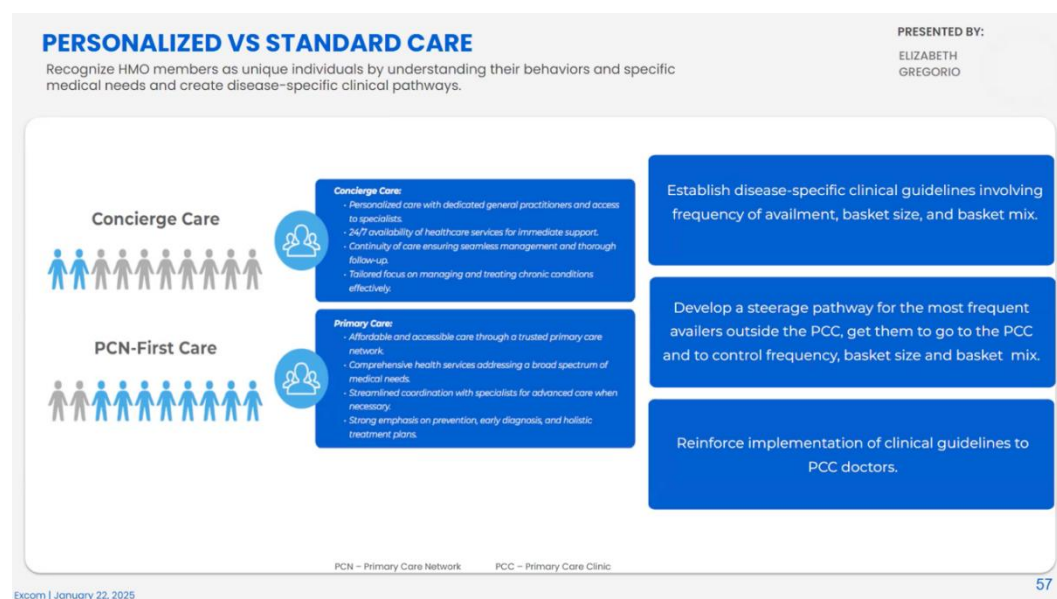 PERSONALIZED VS STANDARD CARE
Recognize HMO members as unique individuals by understanding their behaviors and specific
medical needs and create disease-specific clinical pathways.
PRESENTED BY:
ELIZABETH
GREGORIO
Concierge Care
Concierge Care:
- Personalized care with dedicated general practitioners and access
to specialists.
- 24/7 availability of healthcare services for immediate support.
- Continuity of care ensuring seamless management and thorough
follow-up.
- Tailored focus on managing and treating chronic conditions
effectively.
PCN-First Care
Primary Care:
- Affordable and accessible care through a trusted primary care
network.
- Comprehensive health services addressing a broad spectrum of
medical needs.
- Streamlined coordination with specialists for advanced care when
necessary.
- Strong emphasis on prevention, early diagnosis, and holistic
treatment plans.
Establish disease-specific clinical guidelines involving
frequency of availment, basket size, and basket mix.
Develop a steerage pathway for the most frequent
availers outside the PCC, get them to go to the PCC
and to control frequency, basket size and basket mix.
Reinforce implementation of clinical guidelines to
PCC doctors.
PCN – Primary Care Network PCC – Primary Care Clinic
Excom | January 22, 2025
57